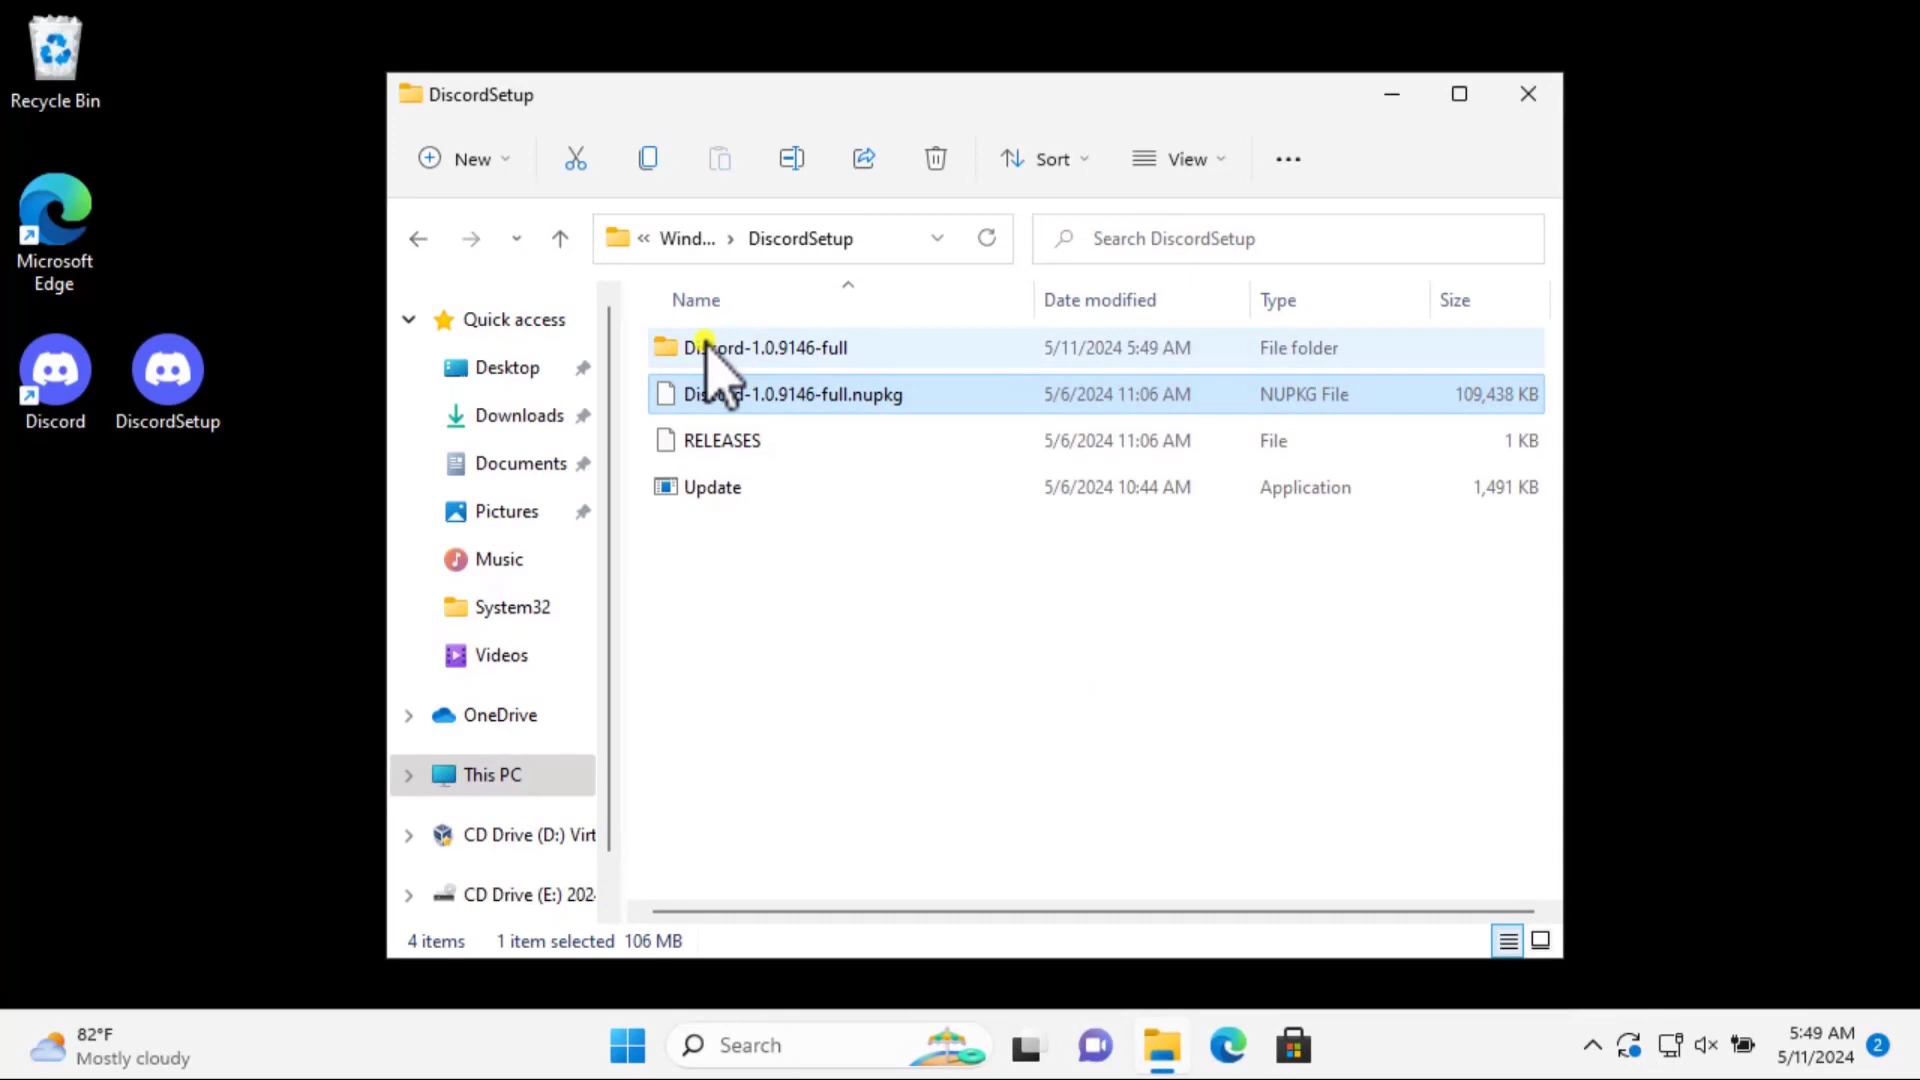 Recycle Bin
Microsoft
Edge
Discord
DiscordSetup
DiscordSetup
New
Sort
View
« Wind... › DiscordSetup
Search DiscordSetup
Name
Date modified
Type
Size
Quick access
Desktop
Downloads
Documents
Pictures
Music
System32
Videos
OneDrive
This PC
CD Drive (D:) Virt
CD Drive (E:) 202
Discord-1.0.9146-full 5/11/2024 5:49 AM File folder
Discord-1.0.9146-full.nupkg 5/6/2024 11:06 AM NUPKG File 109,438 KB
RELEASES 5/6/2024 11:06 AM File 1 KB
Update 5/6/2024 10:44 AM Application 1,491 KB
4 items 1 item selected 106 MB
82°F
Mostly cloudy
Search
5:49 AM
5/11/2024
2